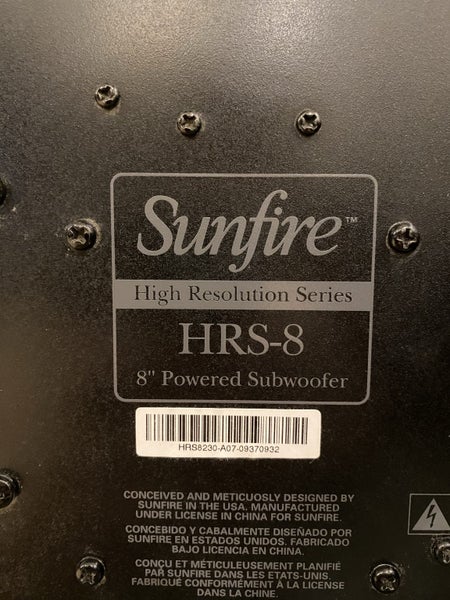 Sunfire™
High Resolution Series
HRS-8
8" Powered Subwoofer
HRS8230-A07-09370932
CONCEIVED AND METICUOSLY DESIGNED BY
SUNFIRE IN THE USA. MANUFACTURED
UNDER LICENSE IN CHINA FOR SUNFIRE.
CONCEBIDO Y CABALMENTE DISEÑADO POR
SUNFIRE EN ESTADOS UNIDOS. FABRICADO
BAJO LICENCIA EN CHINA.
CONÇU ET MÉTICULEUSEMENT PLANIFIÉ
PAR SUNFIRE DANS LES ETATS-UNIS.
FABRIQUÉ CONFORMÉMENT À LA LICENSE
DANS LA CHINE.